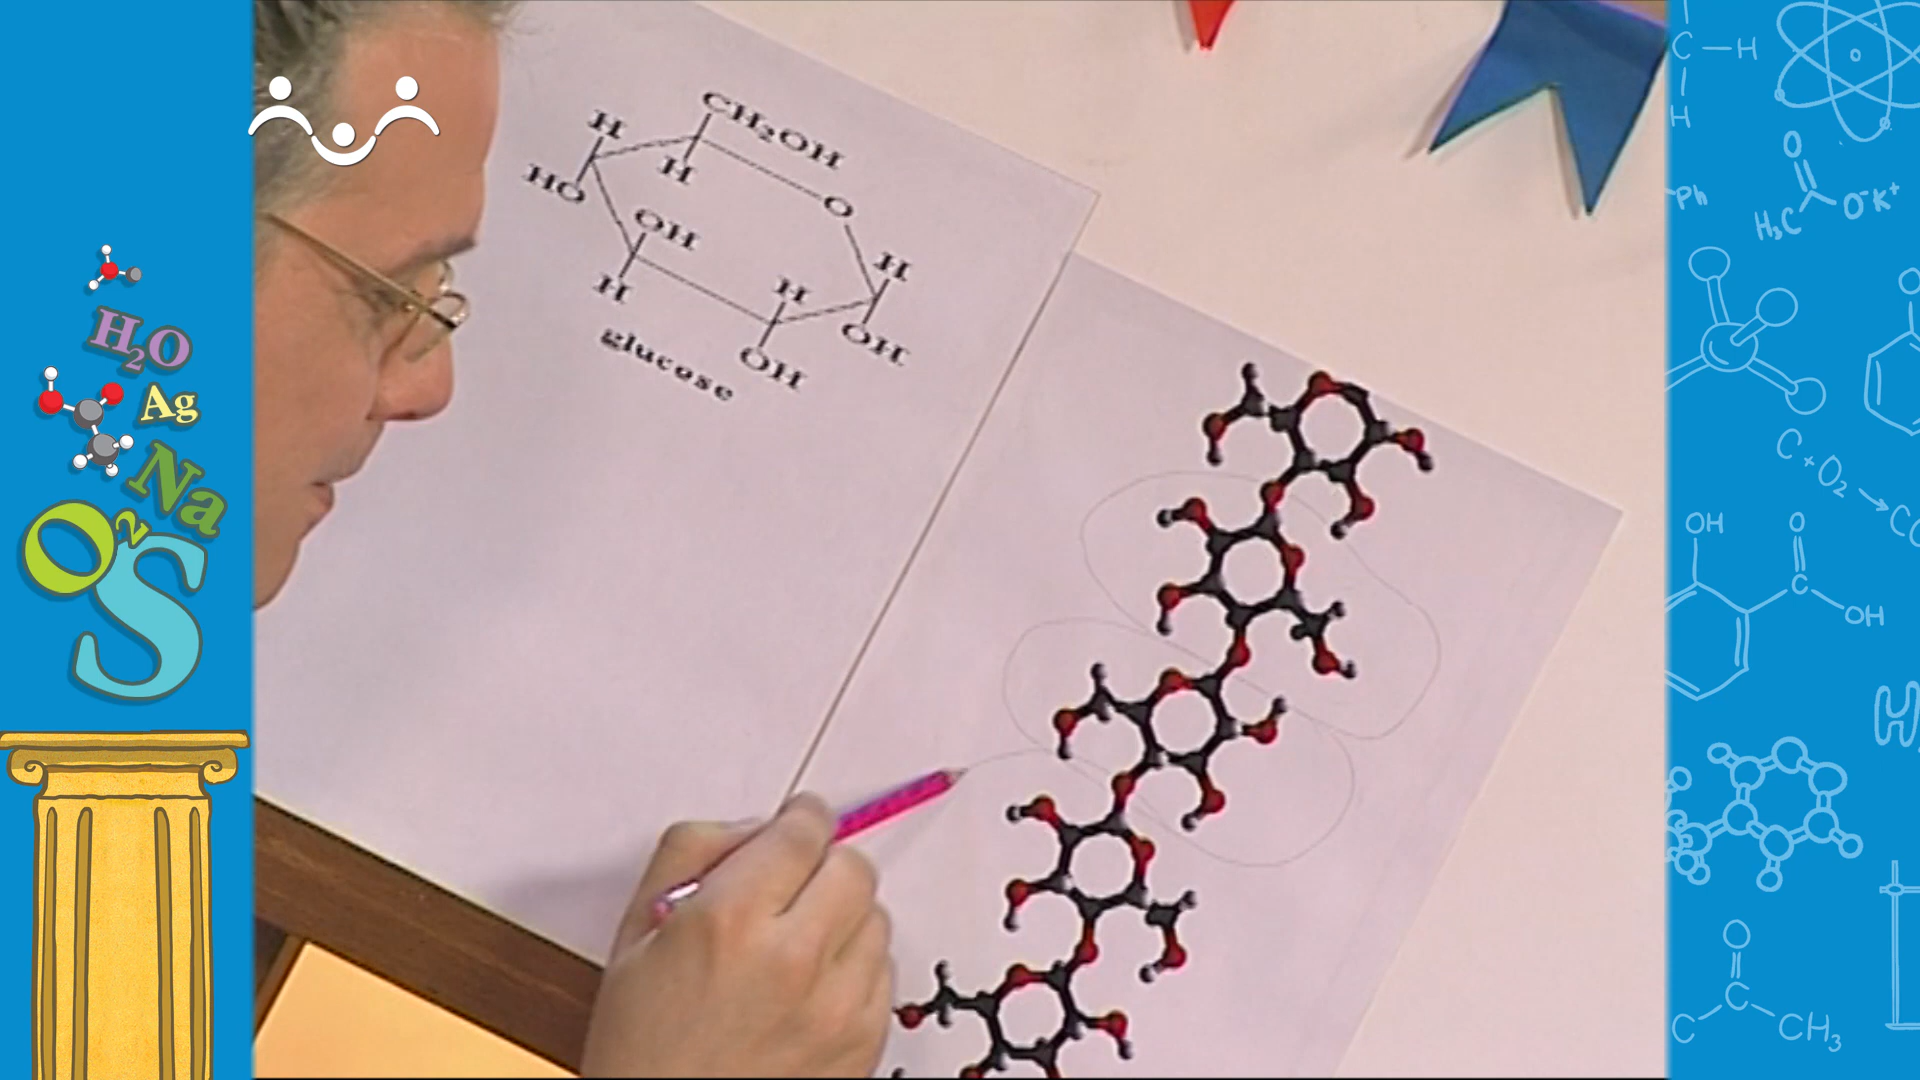 CH₂OH
H
H
HO
O
OH
H
H
H
OH
OH
glucose
H₂O
Ag
Na
O₂
S
C—H
H
Ph
O
H₃C
O⁻K⁺
O
C+O₂→
OH
O
C
OH
O
C
C
CH₃